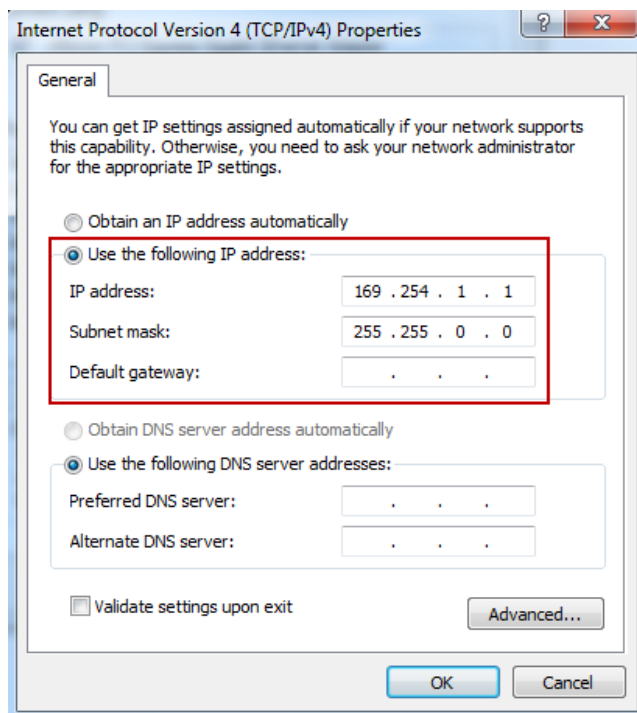 Internet Protocol Version 4 (TCP/IPv4) Properties
? X
General
You can get IP settings assigned automatically if your network supports
this capability. Otherwise, you need to ask your network administrator
for the appropriate IP settings.
Obtain an IP address automatically
Use the following IP address:
IP address: 169 . 254 . 1 . 1
Subnet mask: 255 . 255 . 0 . 0
Default gateway: . . .
Obtain DNS server address automatically
Use the following DNS server addresses:
Preferred DNS server: . . .
Alternate DNS server: . . .
Validate settings upon exit
Advanced...
OK Cancel